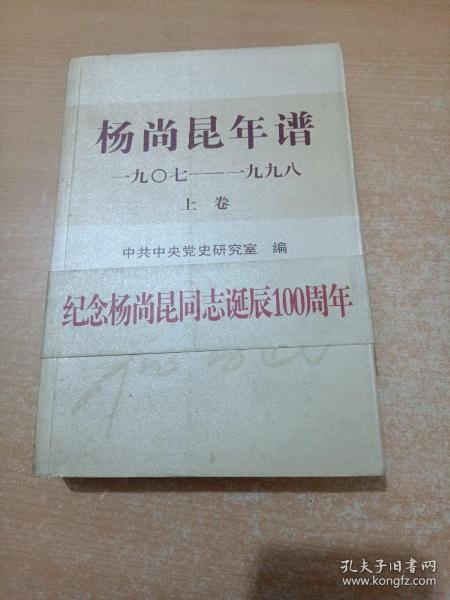 杨尚昆年谱
一九〇七——一九九八
上卷
中共中央党史研究室 编
纪念杨尚昆同志诞辰100周年
孔夫子旧书网
www.kongfz.com